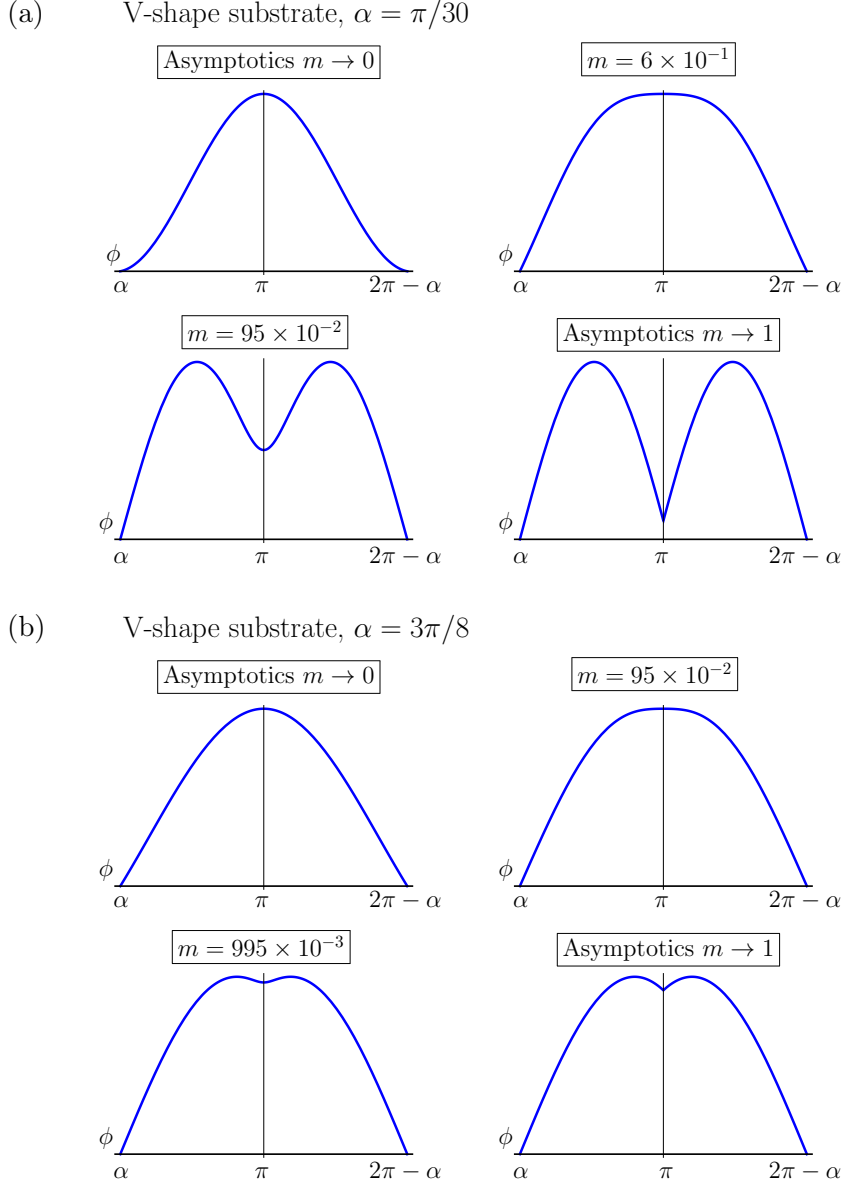 (a) V-shape substrate, α = π/30
Asymptotics m → 0
m = 6 × 10⁻¹
ϕ
α π 2π − α
ϕ
α π 2π − α
m = 95 × 10⁻²
Asymptotics m → 1
ϕ
α π 2π − α
ϕ
α π 2π − α
(b) V-shape substrate, α = 3π/8
Asymptotics m → 0
m = 95 × 10⁻²
ϕ
α π 2π − α
ϕ
α π 2π − α
m = 995 × 10⁻³
Asymptotics m → 1
ϕ
α π 2π − α
ϕ
α π 2π − α